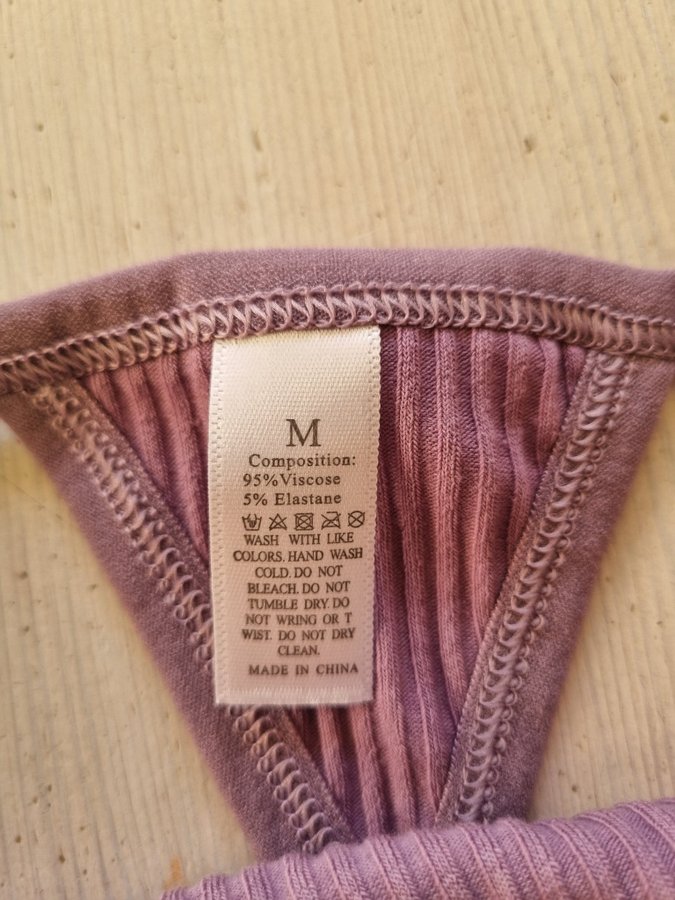 M
Composition:
95%Viscose
5% Elastane
WASH WITH LIKE
COLORS. HAND WASH
COLD. DO NOT
BLEACH. DO NOT
TUMBLE DRY. DO
NOT WRING OR T
WIST. DO NOT DRY
CLEAN.
MADE IN CHINA